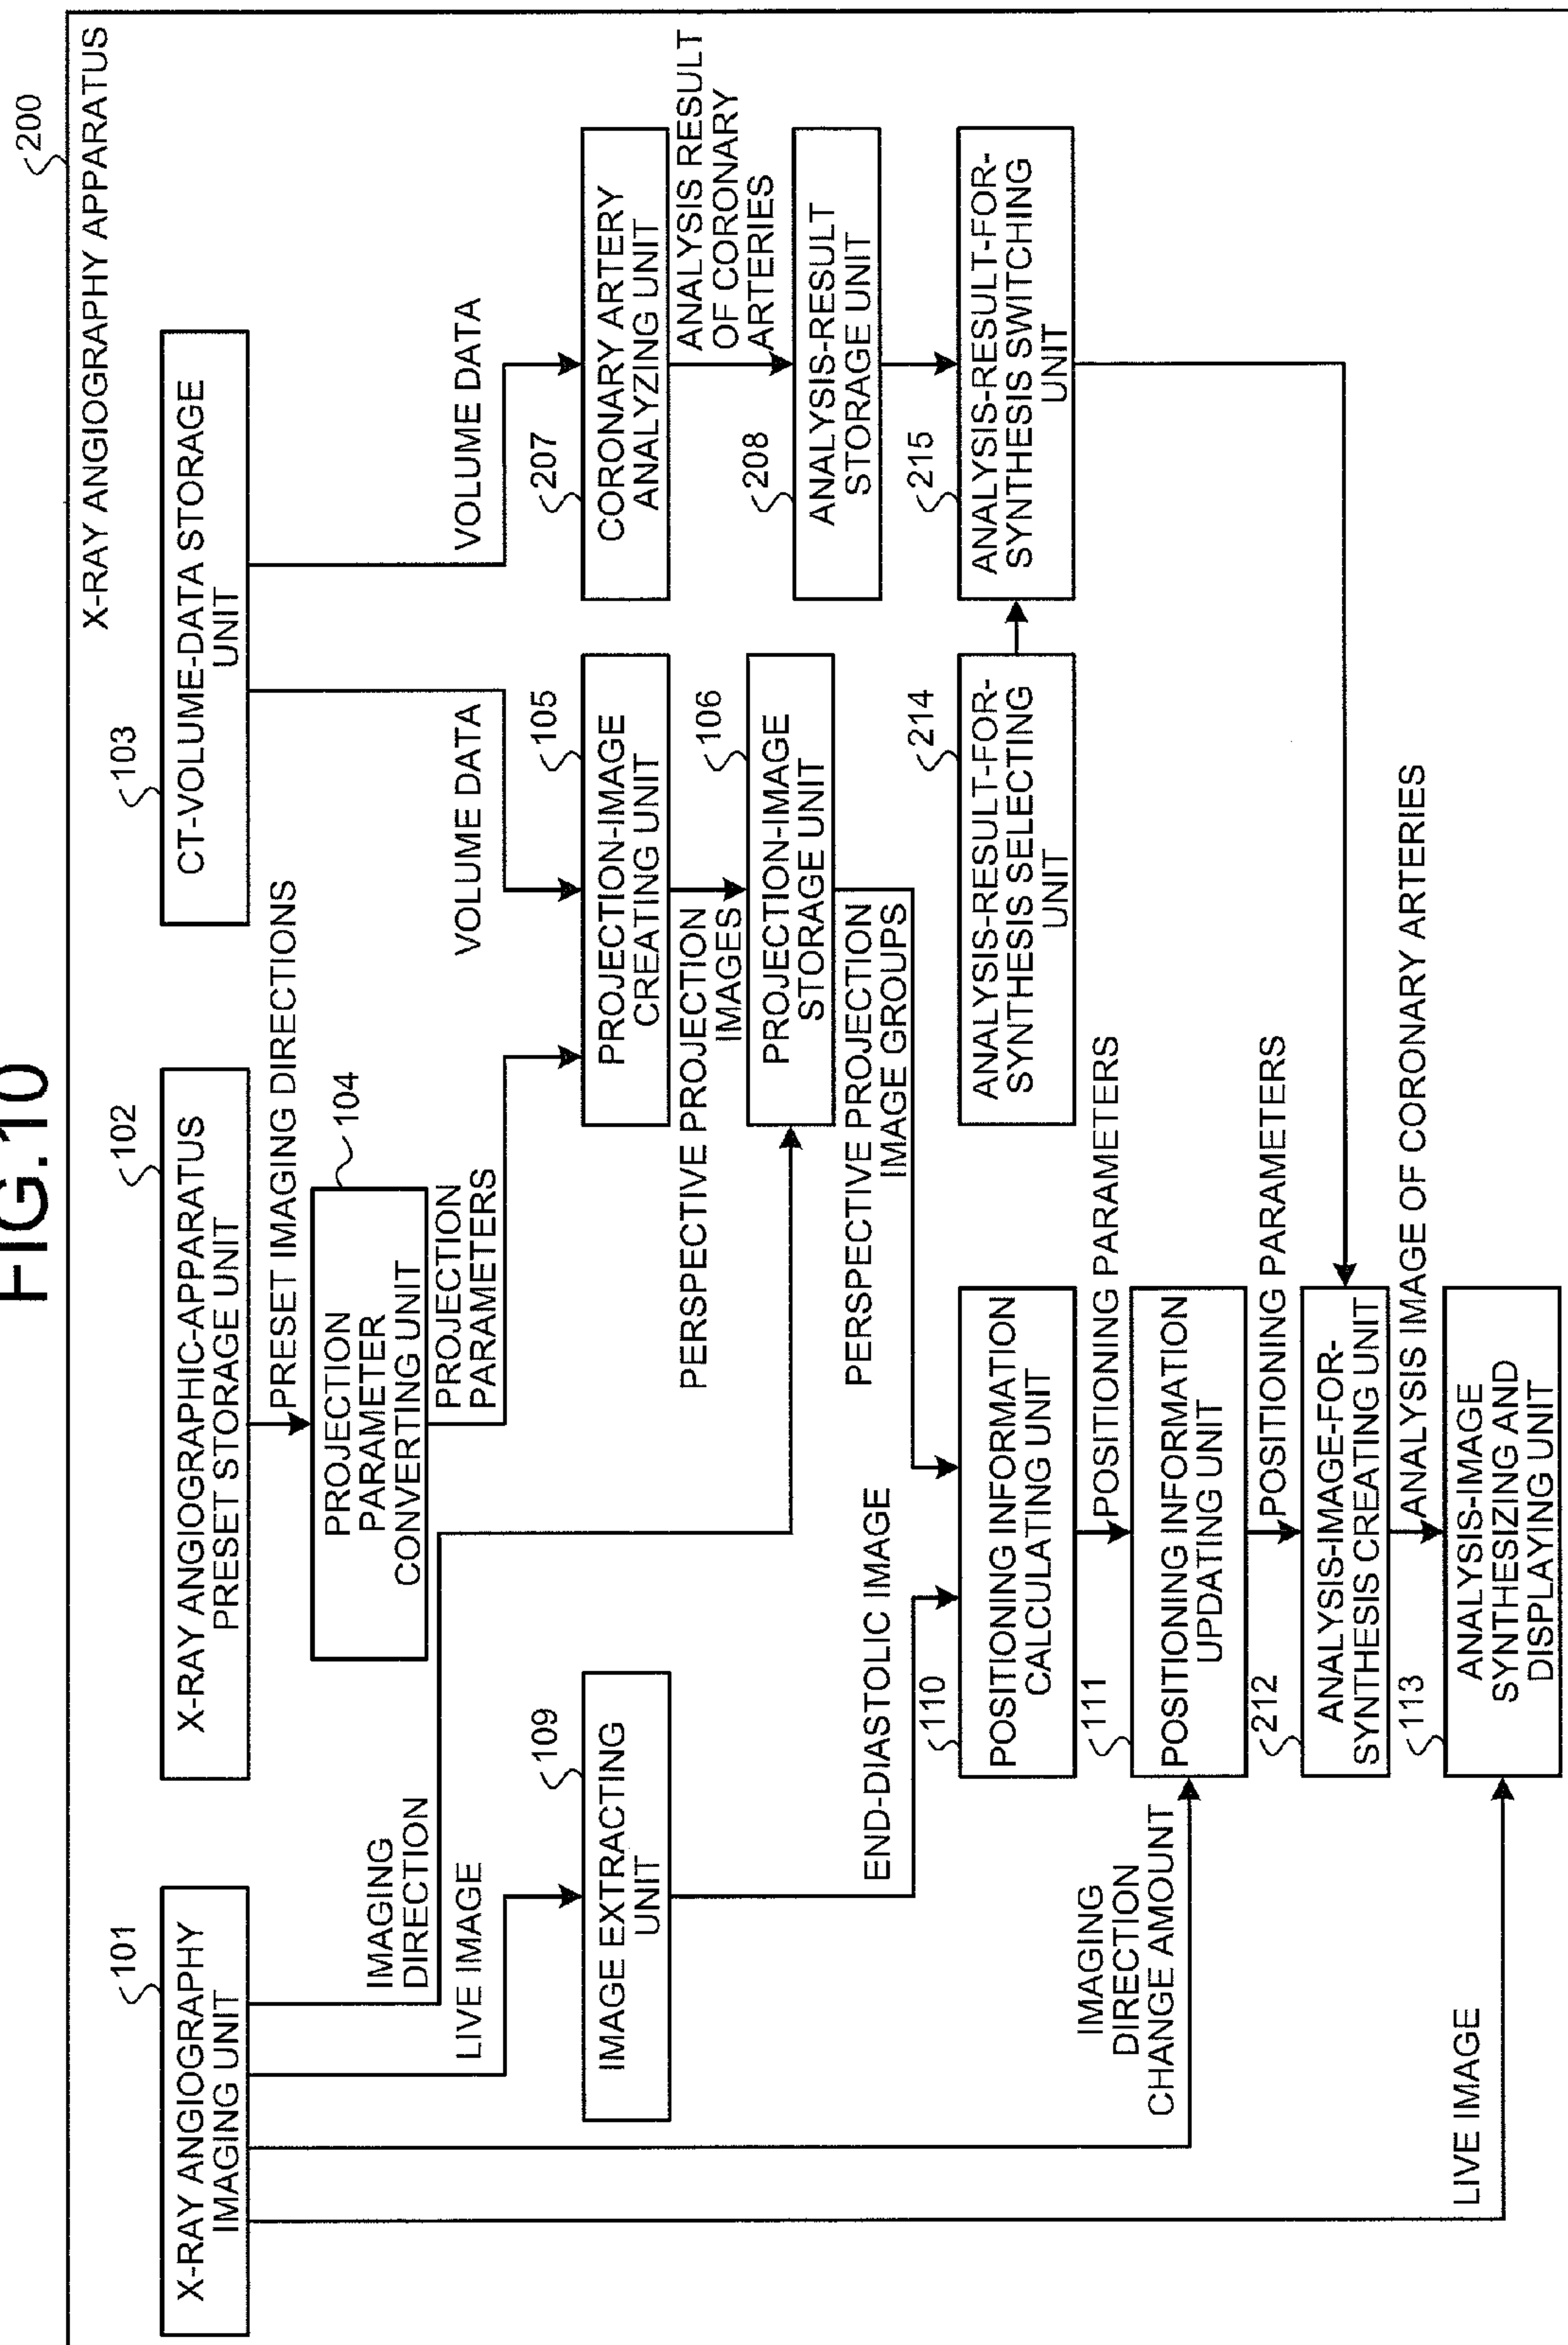 FIG.10
200
X-RAY ANGIOGRAPHY APPARATUS
101
X-RAY ANGIOGRAPHY
IMAGING UNIT
102
X-RAY ANGIOGRAPHIC-APPARATUS
PRESET STORAGE UNIT
103
CT-VOLUME-DATA STORAGE
UNIT
PRESET IMAGING DIRECTIONS
104
PROJECTION
PARAMETER
CONVERTING UNIT
IMAGING
DIRECTION
LIVE IMAGE
PROJECTION
PARAMETERS
VOLUME DATA
VOLUME DATA
109
IMAGE EXTRACTING
UNIT
105
PROJECTION-IMAGE
CREATING UNIT
207
CORONARY ARTERY
ANALYZING UNIT
PERSPECTIVE PROJECTION
IMAGES
ANALYSIS RESULT
OF CORONARY
ARTERIES
106
PROJECTION-IMAGE
STORAGE UNIT
208
ANALYSIS-RESULT
STORAGE UNIT
END-DIASTOLIC IMAGE
PERSPECTIVE PROJECTION
IMAGE GROUPS
110
POSITIONING INFORMATION
CALCULATING UNIT
214
ANALYSIS-RESULT-FOR-
SYNTHESIS SELECTING
UNIT
215
ANALYSIS-RESULT-FOR-
SYNTHESIS SWITCHING
UNIT
IMAGING
DIRECTION
CHANGE AMOUNT
POSITIONING PARAMETERS
111
POSITIONING INFORMATION
UPDATING UNIT
POSITIONING PARAMETERS
212
ANALYSIS-IMAGE-FOR-
SYNTHESIS CREATING UNIT
ANALYSIS IMAGE OF CORONARY ARTERIES
LIVE IMAGE
113
ANALYSIS-IMAGE
SYNTHESIZING AND
DISPLAYING UNIT